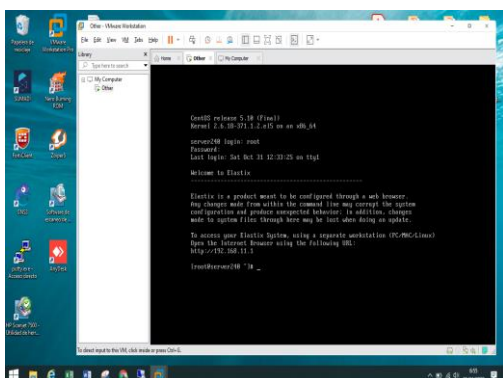 Other - VMware Workstation
File Edit View VM Tabs Help
Library
Type here to search
My Computer
Other
Home
Other
My Computer
CentOS release 5.10 (Final)
Kernel 2.6.18-371.1.2.el5 on an x86_64
server240 login: root
Password:
Last login: Sat Oct 31 12:33:25 on tty1
Welcome to Elastix
Elastix is a product meant to be configured through a web browser.
Any changes made from within the command line may corrupt the system
configuration and produce unexpected behavior; in addition, changes
made to system files through here may be lost when doing an update.
To access your Elastix System, using a separate workstation (PC/MAC/Linux)
Open the Internet Browser using the following URL:
http://192.168.11.1
[root@server240 ~]# _
To direct input to this VM, click inside or press Ctrl+G.
Papelera de reciclaje
VMware Workstation Pro
Nero Burning ROM
FortiClient
Zoiper5
AnyDesk
Acceso directo
HP Scanjet 7500 -